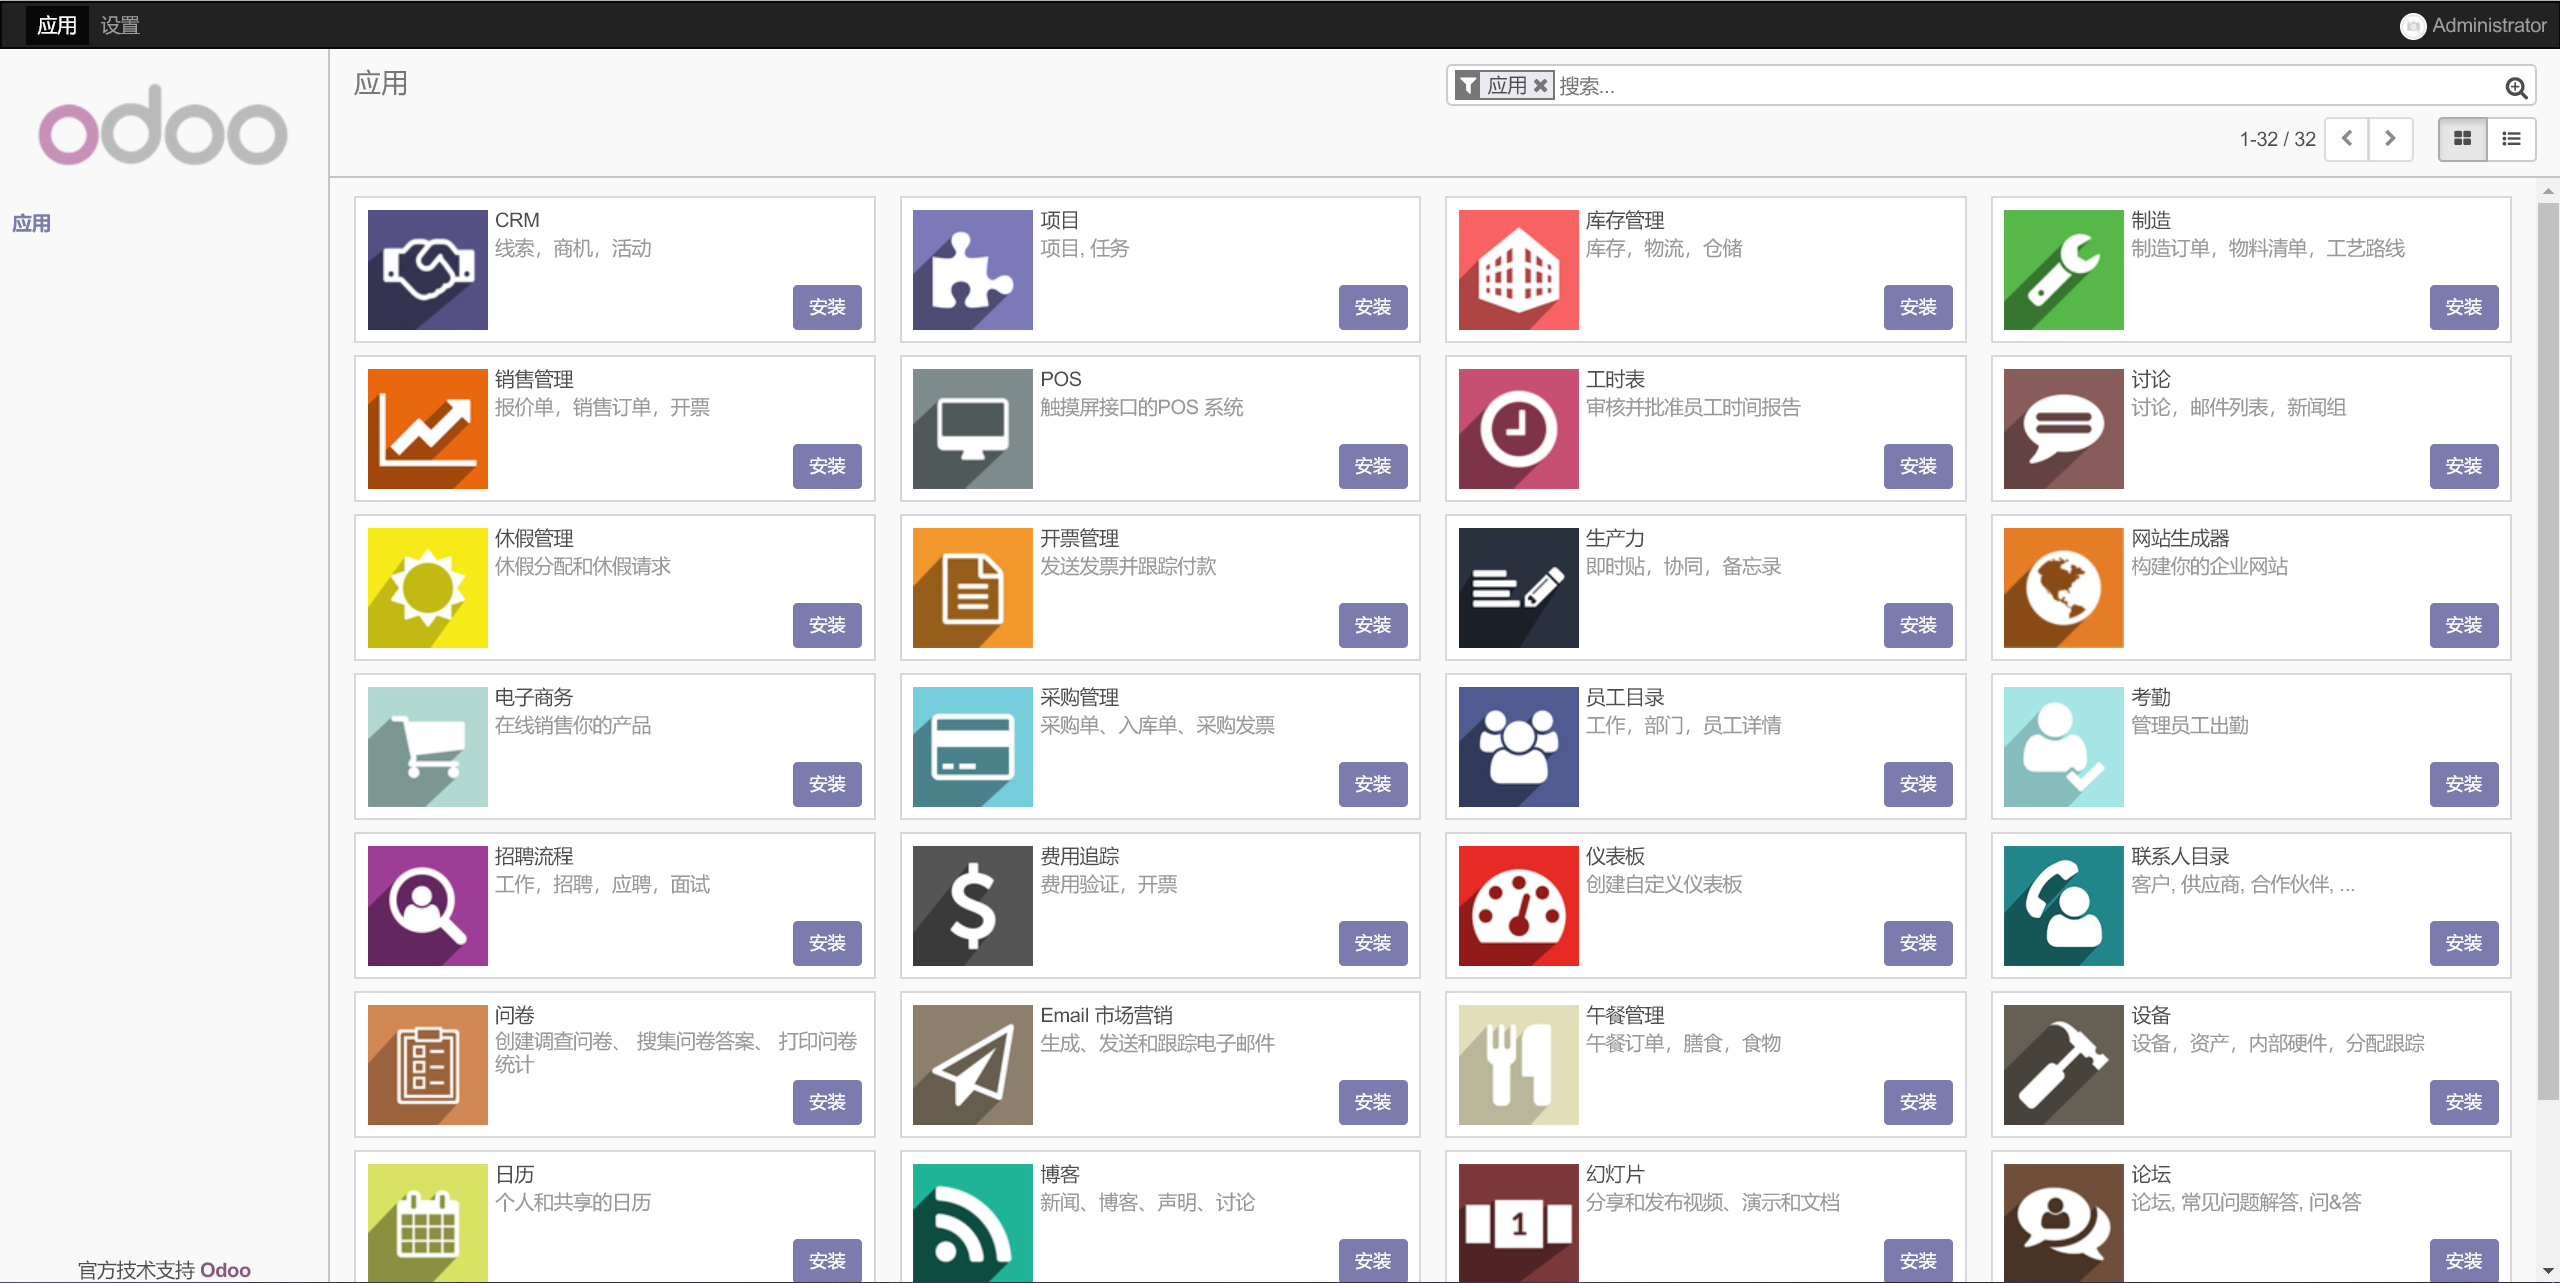 应用 设置 Administrator
odoo
应用
应用 搜索...
1-32 / 32
应用
CRM
线索，商机，活动
安装
项目
项目, 任务
安装
库存管理
库存，物流，仓储
安装
制造
制造订单，物料清单，工艺路线
安装
销售管理
报价单，销售订单，开票
安装
POS
触摸屏接口的POS 系统
安装
工时表
审核并批准员工时间报告
安装
讨论
讨论，邮件列表，新闻组
安装
休假管理
休假分配和休假请求
安装
开票管理
发送发票并跟踪付款
安装
生产力
即时贴，协同，备忘录
安装
网站生成器
构建你的企业网站
安装
电子商务
在线销售你的产品
安装
采购管理
采购单、入库单、采购发票
安装
员工目录
工作，部门，员工详情
安装
考勤
管理员工出勤
安装
招聘流程
工作，招聘，应聘，面试
安装
费用追踪
费用验证，开票
安装
仪表板
创建自定义仪表板
安装
联系人目录
客户, 供应商, 合作伙伴, ...
安装
问卷
创建调查问卷、 搜集问卷答案、 打印问卷
统计
安装
Email 市场营销
生成、发送和跟踪电子邮件
安装
午餐管理
午餐订单，膳食，食物
安装
设备
设备，资产，内部硬件，分配跟踪
安装
日历
个人和共享的日历
安装
博客
新闻、博客、声明、讨论
安装
1
幻灯片
分享和发布视频、演示和文档
安装
论坛
论坛, 常见问题解答, 问&答
安装
官方技术支持 Odoo